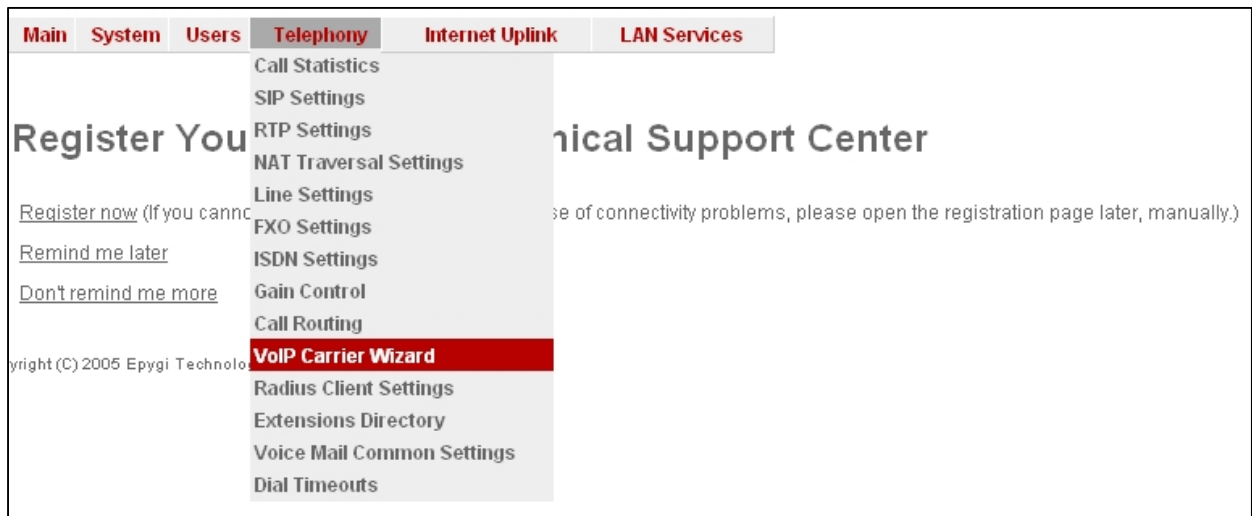 Main System Users Telephony Internet Uplink LAN Services
Call Statistics
SIP Settings
RTP Settings
NAT Traversal Settings
Line Settings
FXO Settings
ISDN Settings
Gain Control
Call Routing
VoIP Carrier Wizard
Radius Client Settings
Extensions Directory
Voice Mail Common Settings
Dial Timeouts
Register You nical Support Center
Register now (If you canno se of connectivity problems, please open the registration page later, manually.)
Remind me later
Don't remind me more
yright (C) 2005 Epygi Technolo